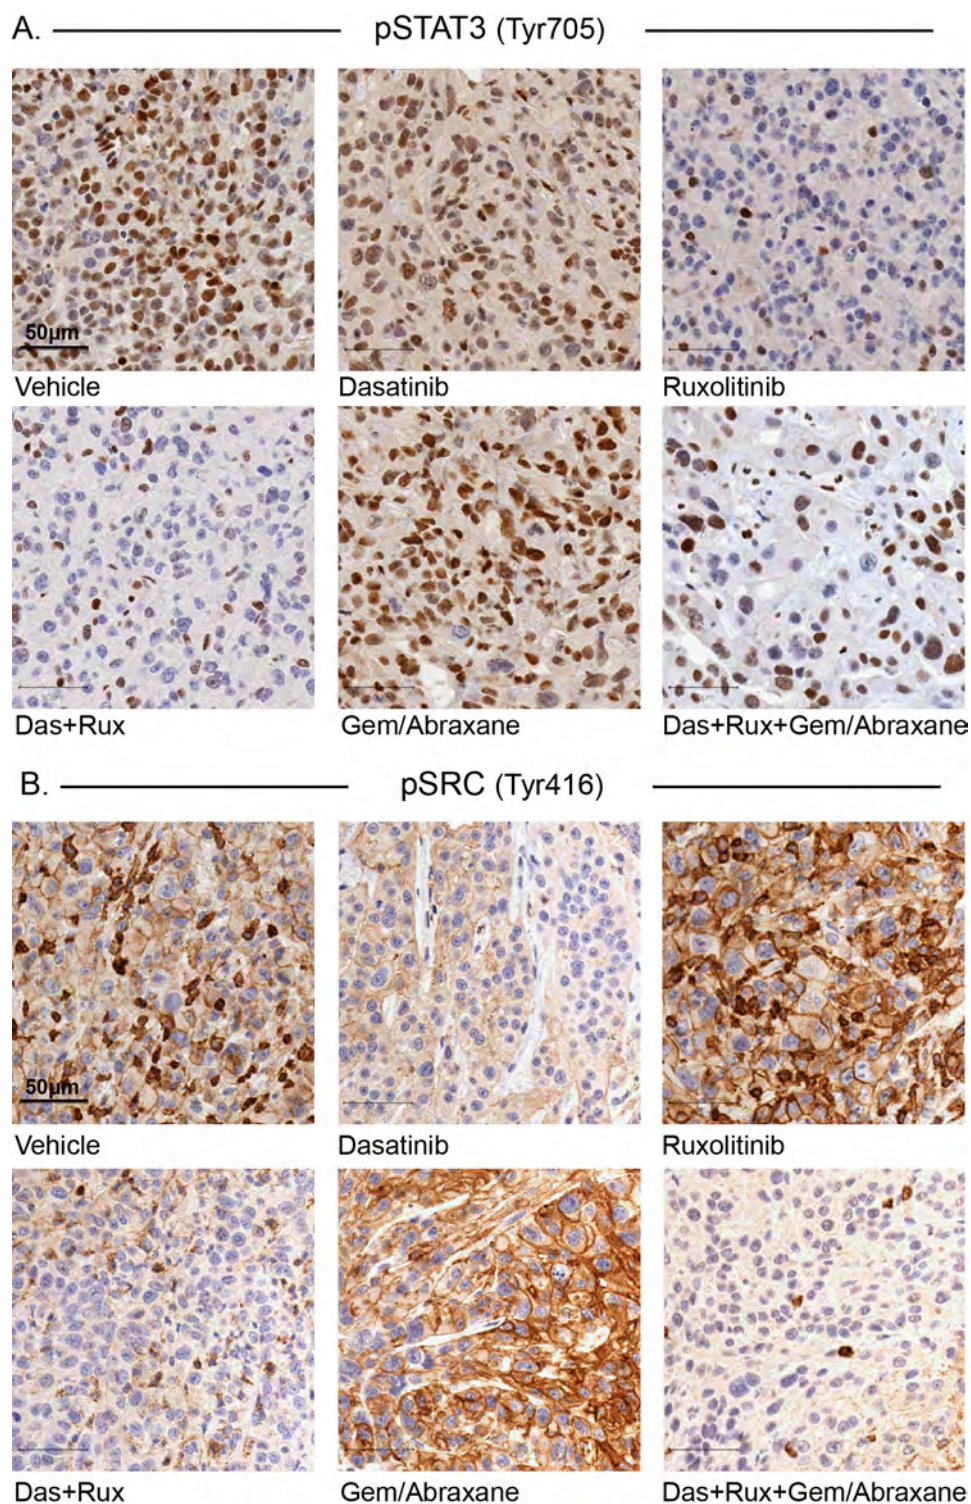 A. pSTAT3 (Tyr705)
50µm
Vehicle
Dasatinib
Ruxolitinib
Das+Rux
Gem/Abraxane
Das+Rux+Gem/Abraxane
B. pSRC (Tyr416)
50µm
Vehicle
Dasatinib
Ruxolitinib
Das+Rux
Gem/Abraxane
Das+Rux+Gem/Abraxane